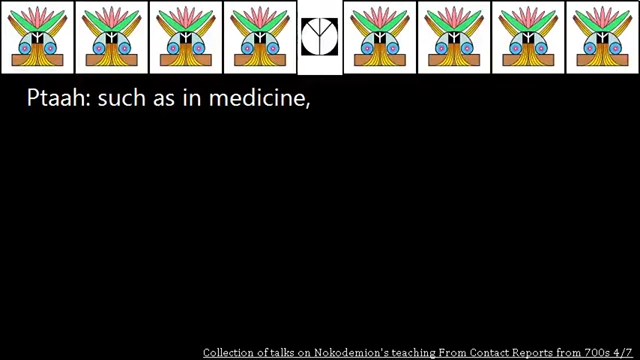 Ptaah: such as in medicine,
Collection of talks on Nokodemion's teaching From Contact Reports from 700s 4/7